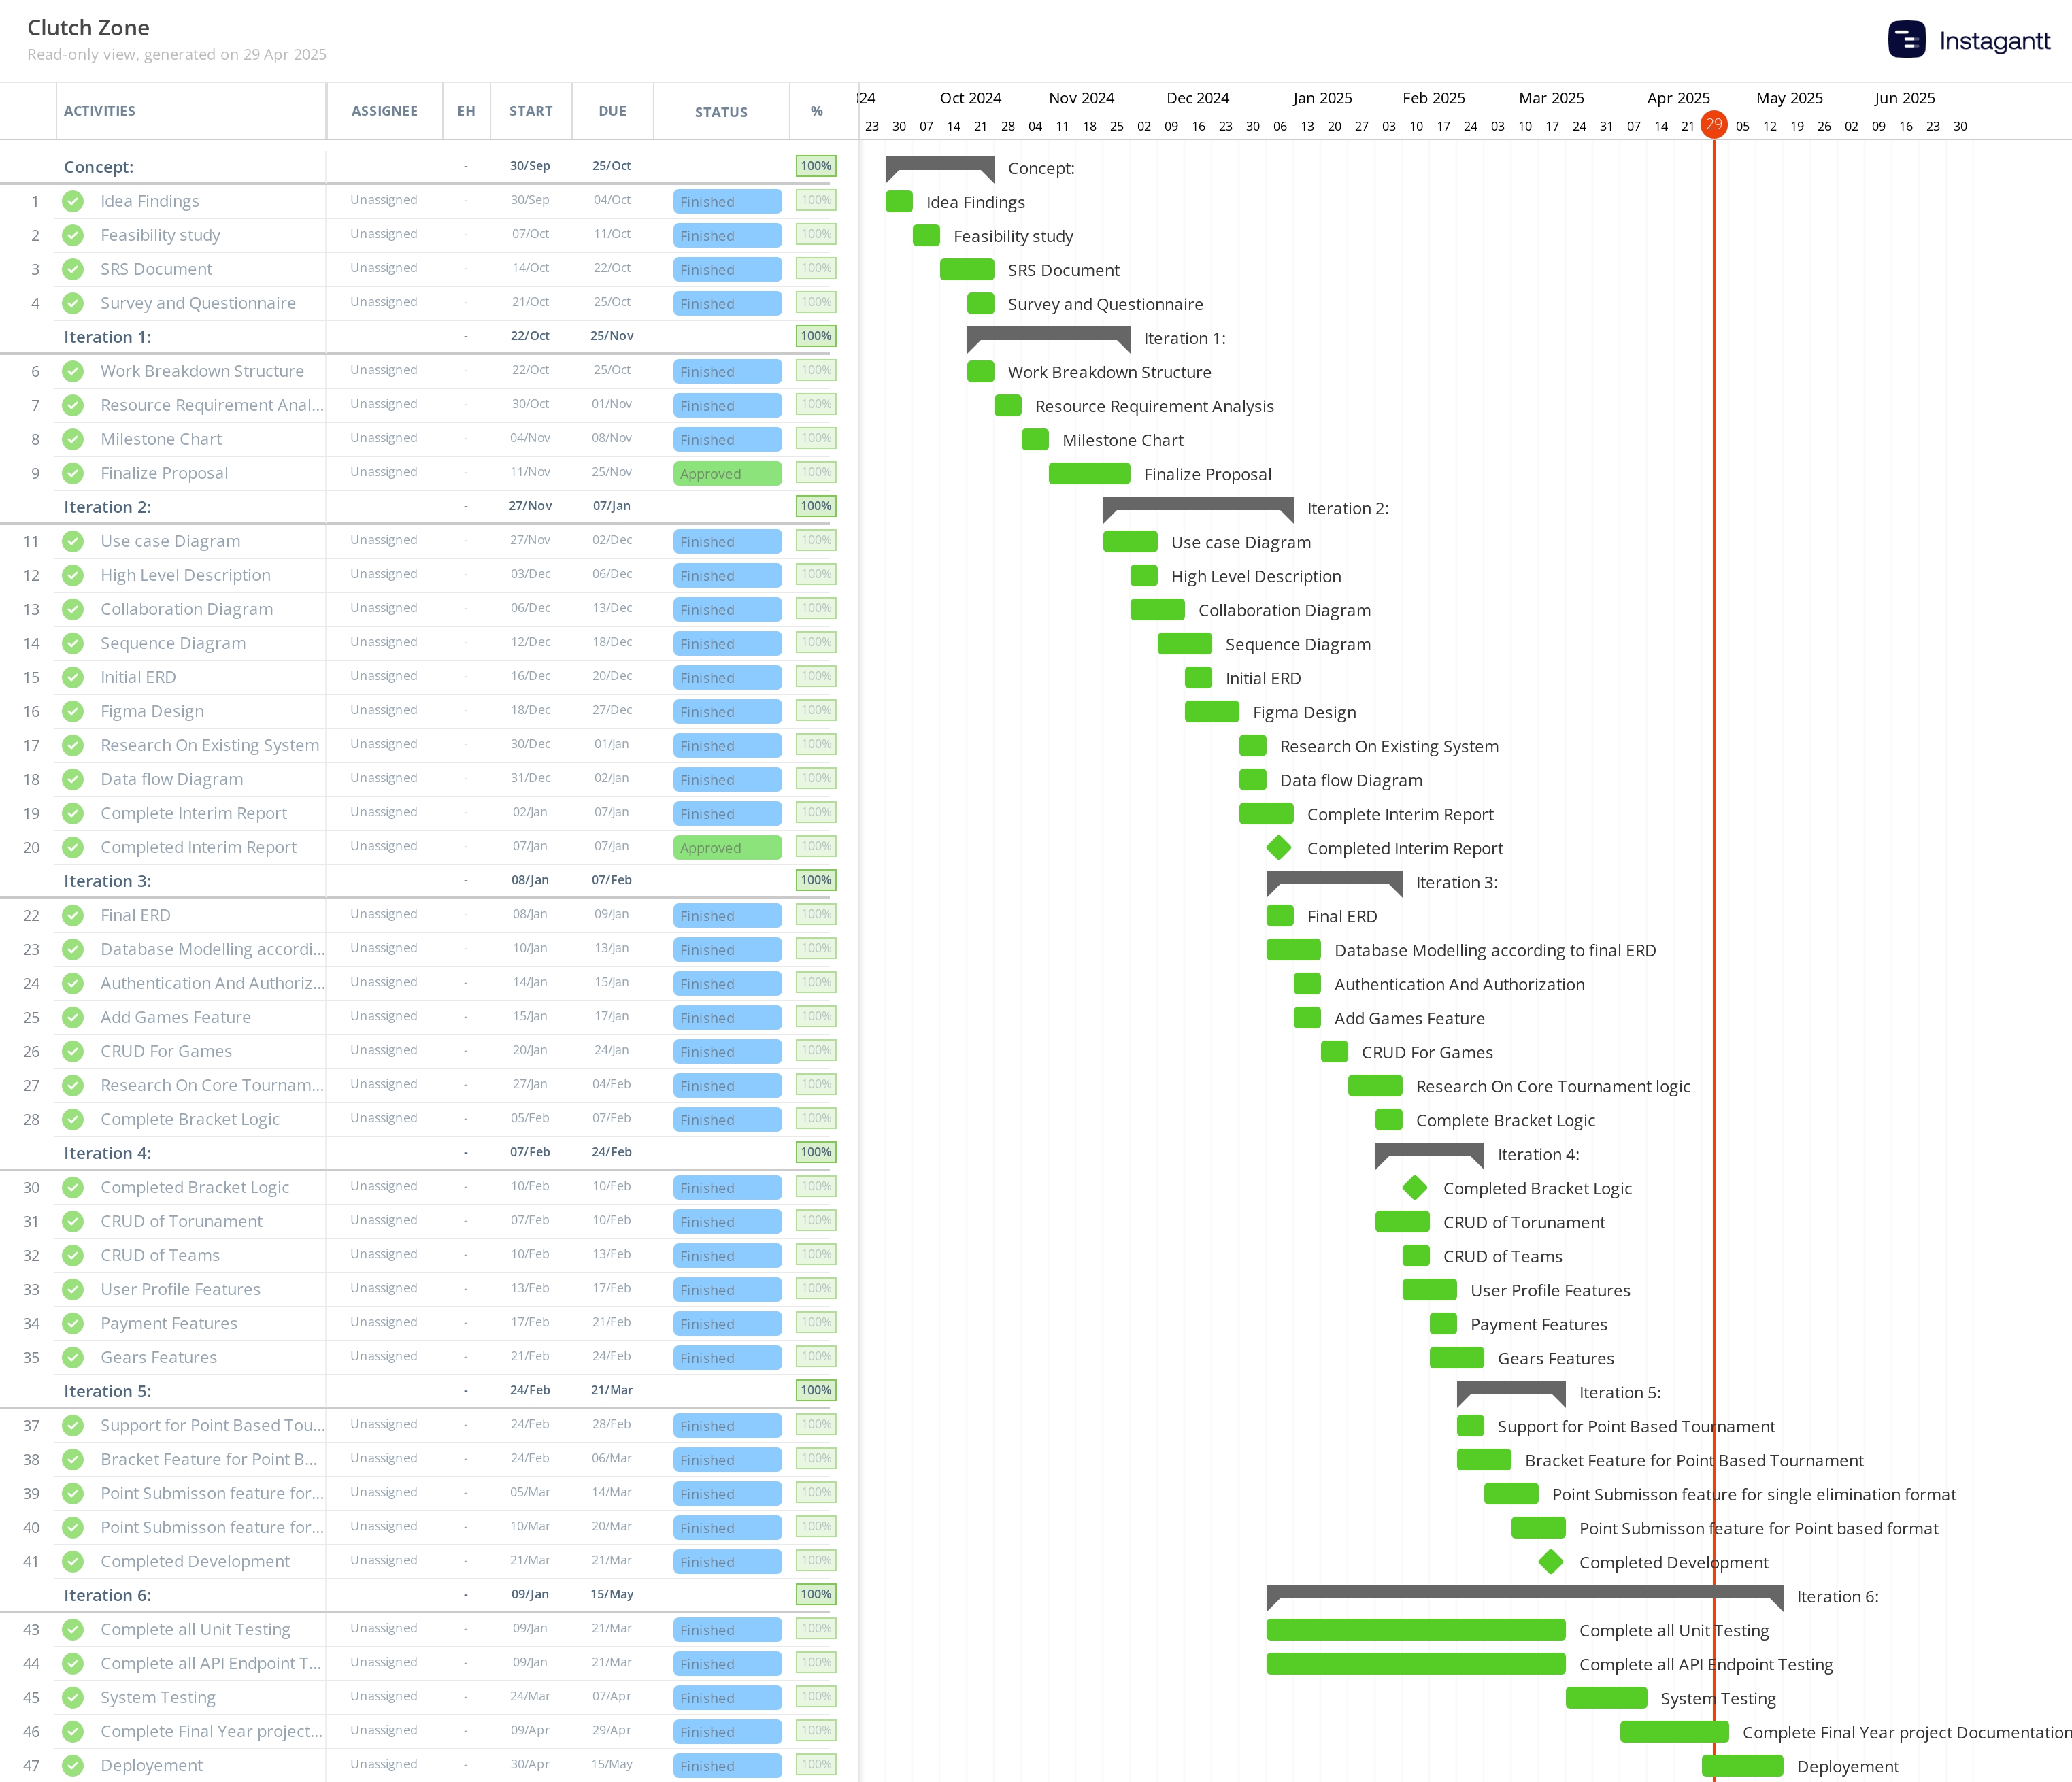 Clutch Zone
Read-only view, generated on 29 Apr 2025
Instagantt
ACTIVITIES ASSIGNEE EH START DUE STATUS %
24 Oct 2024 Nov 2024 Dec 2024 Jan 2025 Feb 2025 Mar 2025 Apr 2025 May 2025 Jun 2025
23 30 07 14 21 28 04 11 18 25 02 09 16 23 30 06 13 20 27 03 10 17 24 03 10 17 24 31 07 14 21 29 05 12 19 26 02 09 16 23 30
Concept: - 30/Sep 25/Oct 100% Concept:
1 Idea Findings Unassigned - 30/Sep 04/Oct Finished 100% Idea Findings
2 Feasibility study Unassigned - 07/Oct 11/Oct Finished 100% Feasibility study
3 SRS Document Unassigned - 14/Oct 22/Oct Finished 100% SRS Document
4 Survey and Questionnaire Unassigned - 21/Oct 25/Oct Finished 100% Survey and Questionnaire
Iteration 1: - 22/Oct 25/Nov 100% Iteration 1:
6 Work Breakdown Structure Unassigned - 22/Oct 25/Oct Finished 100% Work Breakdown Structure
7 Resource Requirement Anal... Unassigned - 30/Oct 01/Nov Finished 100% Resource Requirement Analysis
8 Milestone Chart Unassigned - 04/Nov 08/Nov Finished 100% Milestone Chart
9 Finalize Proposal Unassigned - 11/Nov 25/Nov Approved 100% Finalize Proposal
Iteration 2: - 27/Nov 07/Jan 100% Iteration 2:
11 Use case Diagram Unassigned - 27/Nov 02/Dec Finished 100% Use case Diagram
12 High Level Description Unassigned - 03/Dec 06/Dec Finished 100% High Level Description
13 Collaboration Diagram Unassigned - 06/Dec 13/Dec Finished 100% Collaboration Diagram
14 Sequence Diagram Unassigned - 12/Dec 18/Dec Finished 100% Sequence Diagram
15 Initial ERD Unassigned - 16/Dec 20/Dec Finished 100% Initial ERD
16 Figma Design Unassigned - 18/Dec 27/Dec Finished 100% Figma Design
17 Research On Existing System Unassigned - 30/Dec 01/Jan Finished 100% Research On Existing System
18 Data flow Diagram Unassigned - 31/Dec 02/Jan Finished 100% Data flow Diagram
19 Complete Interim Report Unassigned - 02/Jan 07/Jan Finished 100% Complete Interim Report
20 Completed Interim Report Unassigned - 07/Jan 07/Jan Approved 100% Completed Interim Report
Iteration 3: - 08/Jan 07/Feb 100% Iteration 3:
22 Final ERD Unassigned - 08/Jan 09/Jan Finished 100% Final ERD
23 Database Modelling accordi... Unassigned - 10/Jan 13/Jan Finished 100% Database Modelling according to final ERD
24 Authentication And Authoriz... Unassigned - 14/Jan 15/Jan Finished 100% Authentication And Authorization
25 Add Games Feature Unassigned - 15/Jan 17/Jan Finished 100% Add Games Feature
26 CRUD For Games Unassigned - 20/Jan 24/Jan Finished 100% CRUD For Games
27 Research On Core Tournam... Unassigned - 27/Jan 04/Feb Finished 100% Research On Core Tournament logic
28 Complete Bracket Logic Unassigned - 05/Feb 07/Feb Finished 100% Complete Bracket Logic
Iteration 4: - 07/Feb 24/Feb 100% Iteration 4:
30 Completed Bracket Logic Unassigned - 10/Feb 10/Feb Finished 100% Completed Bracket Logic
31 CRUD of Torunament Unassigned - 07/Feb 10/Feb Finished 100% CRUD of Torunament
32 CRUD of Teams Unassigned - 10/Feb 13/Feb Finished 100% CRUD of Teams
33 User Profile Features Unassigned - 13/Feb 17/Feb Finished 100% User Profile Features
34 Payment Features Unassigned - 17/Feb 21/Feb Finished 100% Payment Features
35 Gears Features Unassigned - 21/Feb 24/Feb Finished 100% Gears Features
Iteration 5: - 24/Feb 21/Mar 100% Iteration 5:
37 Support for Point Based Tou... Unassigned - 24/Feb 28/Feb Finished 100% Support for Point Based Tournament
38 Bracket Feature for Point B... Unassigned - 24/Feb 06/Mar Finished 100% Bracket Feature for Point Based Tournament
39 Point Submisson feature for... Unassigned - 05/Mar 14/Mar Finished 100% Point Submisson feature for single elimination format
40 Point Submisson feature for... Unassigned - 10/Mar 20/Mar Finished 100% Point Submisson feature for Point based format
41 Completed Development Unassigned - 21/Mar 21/Mar Finished 100% Completed Development
Iteration 6: - 09/Jan 15/May 100% Iteration 6:
43 Complete all Unit Testing Unassigned - 09/Jan 21/Mar Finished 100% Complete all Unit Testing
44 Complete all API Endpoint T... Unassigned - 09/Jan 21/Mar Finished 100% Complete all API Endpoint Testing
45 System Testing Unassigned - 24/Mar 07/Apr Finished 100% System Testing
46 Complete Final Year project... Unassigned - 09/Apr 29/Apr Finished 100% Complete Final Year project Documentation
47 Deployement Unassigned - 30/Apr 15/May Finished 100% Deployement